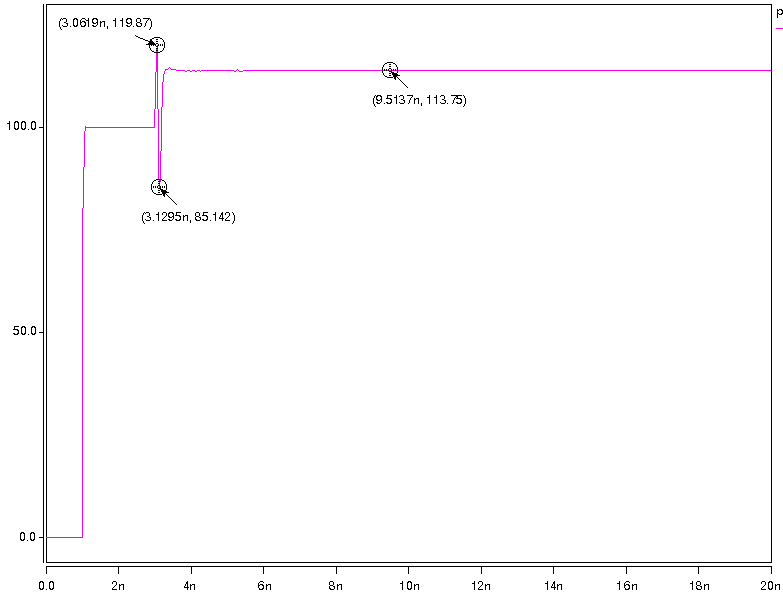 (3.0619n, 119.87)
p
100.0
(9.5137n, 113.75)
(3.1295n, 85.142)
50.0
0.0
0.0 2n 4n 6n 8n 10n 12n 14n 16n 18n 20n